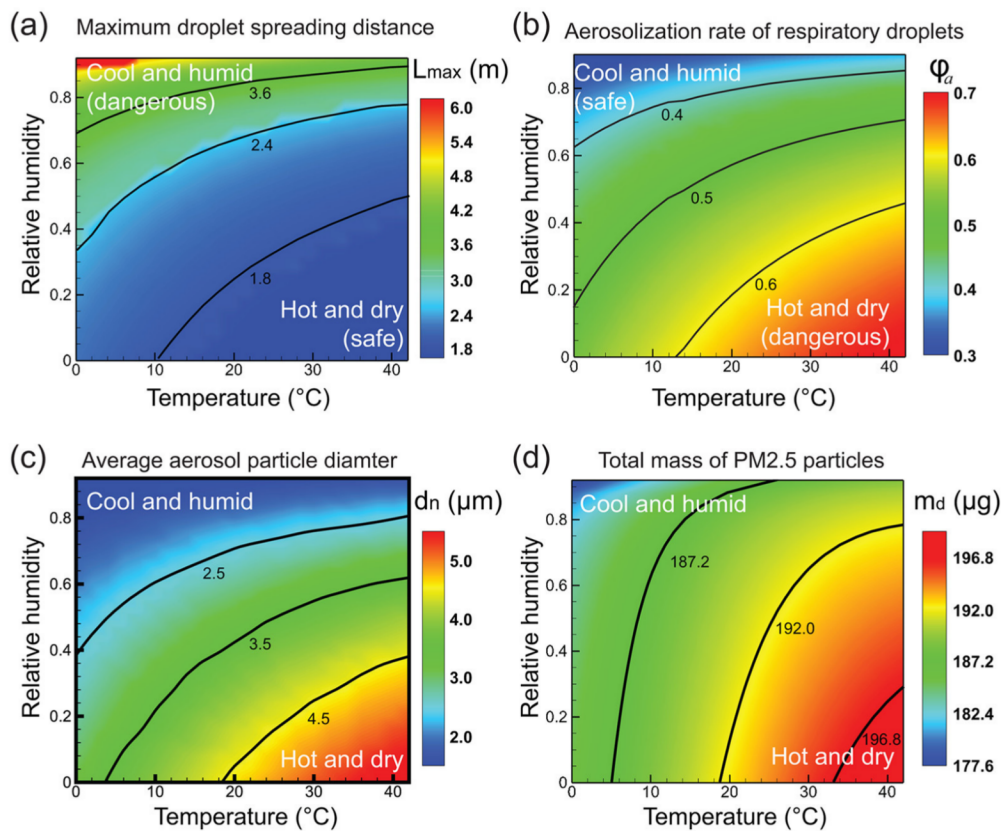 (a) Maximum droplet spreading distance
Cool and humid
(dangerous)
Lmax (m)
3.6
2.4
1.8
Hot and dry
(safe)
Relative humidity
0.8
0.6
0.4
0.2
0
0 10 20 30 40
Temperature (°C)
6.0
5.4
4.8
4.2
3.6
3.0
2.4
1.8
(b) Aerosolization rate of respiratory droplets
Cool and humid
(safe)
φa
0.4
0.5
0.6
Hot and dry
(dangerous)
Relative humidity
0.8
0.6
0.4
0.2
0
0 10 20 30 40
Temperature (°C)
0.7
0.6
0.5
0.4
0.3
(c) Average aerosol particle diamter
Cool and humid
dn (μm)
2.5
3.5
4.5
Hot and dry
Relative humidity
0.8
0.6
0.4
0.2
0
0 10 20 30 40
Temperature (°C)
5.0
4.0
3.0
2.0
(d) Total mass of PM2.5 particles
Cool and humid
md (μg)
187.2
192.0
196.8
Hot and dry
Relative humidity
0.8
0.6
0.4
0.2
0
0 10 20 30 40
Temperature (°C)
196.8
192.0
187.2
182.4
177.6